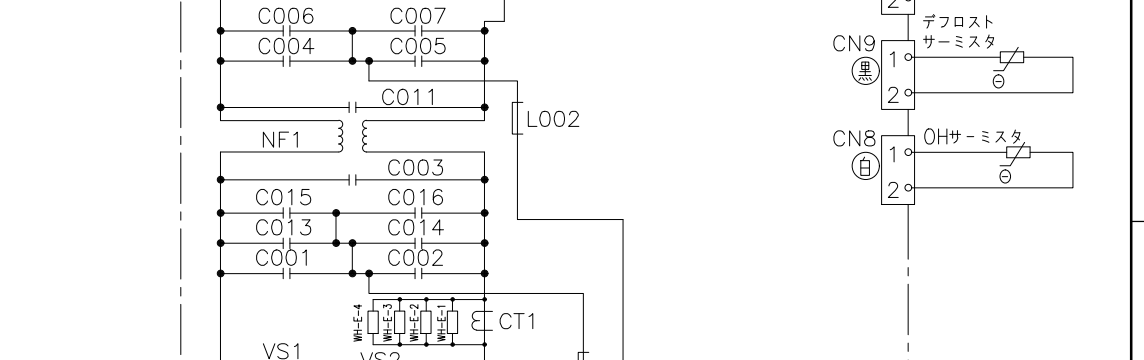 C006 C007
C004 C005
C011
L002
NF1
C003
C015 C016
C013 C014
C001 C002
WH-E-4
WH-E-3
WH-E-2
WH-E-1
CT1
VS1
VS2
2
デフロスト
サーミスタ
CN9
黒
1
2
CN8
白
OHサーミスタ
1
2